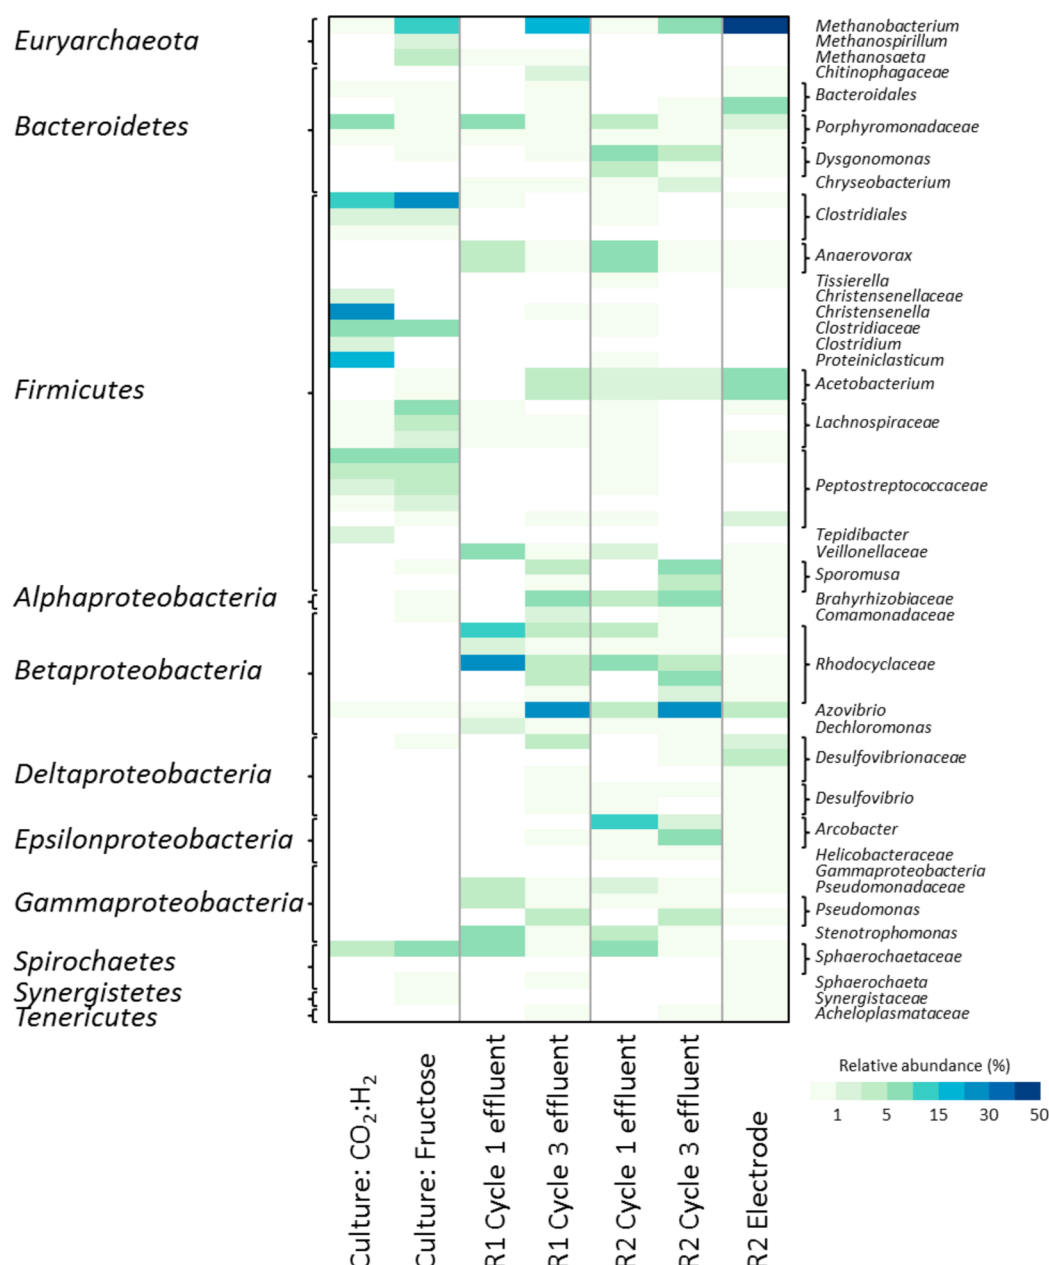 Euryarchaeota
Bacteroidetes
Firmicutes
Alphaproteobacteria
Betaproteobacteria
Deltaproteobacteria
Epsilonproteobacteria
Gammaproteobacteria
Spirochaetes
Synergistetes
Tenericutes
Methanobacterium
Methanospirillum
Methanosaeta
Chitinophagaceae
Bacteroidales
Porphyromonadaceae
Dysgonomonas
Chryseobacterium
Clostridiales
Anaerovorax
Tissierella
Christensenellaceae
Christensenella
Clostridiaceae
Clostridium
Proteiniclasticum
Acetobacterium
Lachnospiraceae
Peptostreptococcaceae
Tepidibacter
Veillonellaceae
Sporomusa
Brahyrhizobiaceae
Comamonadaceae
Rhodocyclaceae
Azovibrio
Dechloromonas
Desulfovibrionaceae
Desulfovibrio
Arcobacter
Helicobacteraceae
Gammaproteobacteria
Pseudomonadaceae
Pseudomonas
Stenotrophomonas
Sphaerochaetaceae
Sphaerochaeta
Synergistaceae
Acheloplasmataceae
Culture: CO₂:H₂
Culture: Fructose
R1 Cycle 1 effluent
R1 Cycle 3 effluent
R2 Cycle 1 effluent
R2 Cycle 3 effluent
R2 Electrode
Relative abundance (%)
1 5 15 30 50